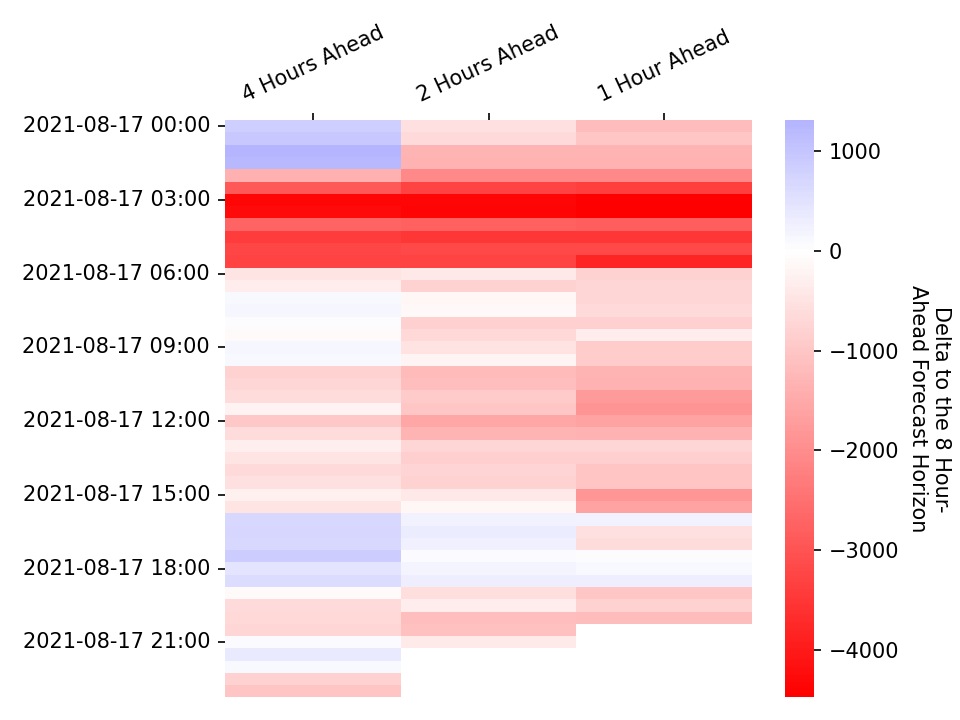 4 Hours Ahead
2 Hours Ahead
1 Hour Ahead
2021-08-17 00:00
2021-08-17 03:00
2021-08-17 06:00
2021-08-17 09:00
2021-08-17 12:00
2021-08-17 15:00
2021-08-17 18:00
2021-08-17 21:00
1000
0
−1000
−2000
−3000
−4000
Delta to the 8 Hour-
Ahead Forecast Horizon